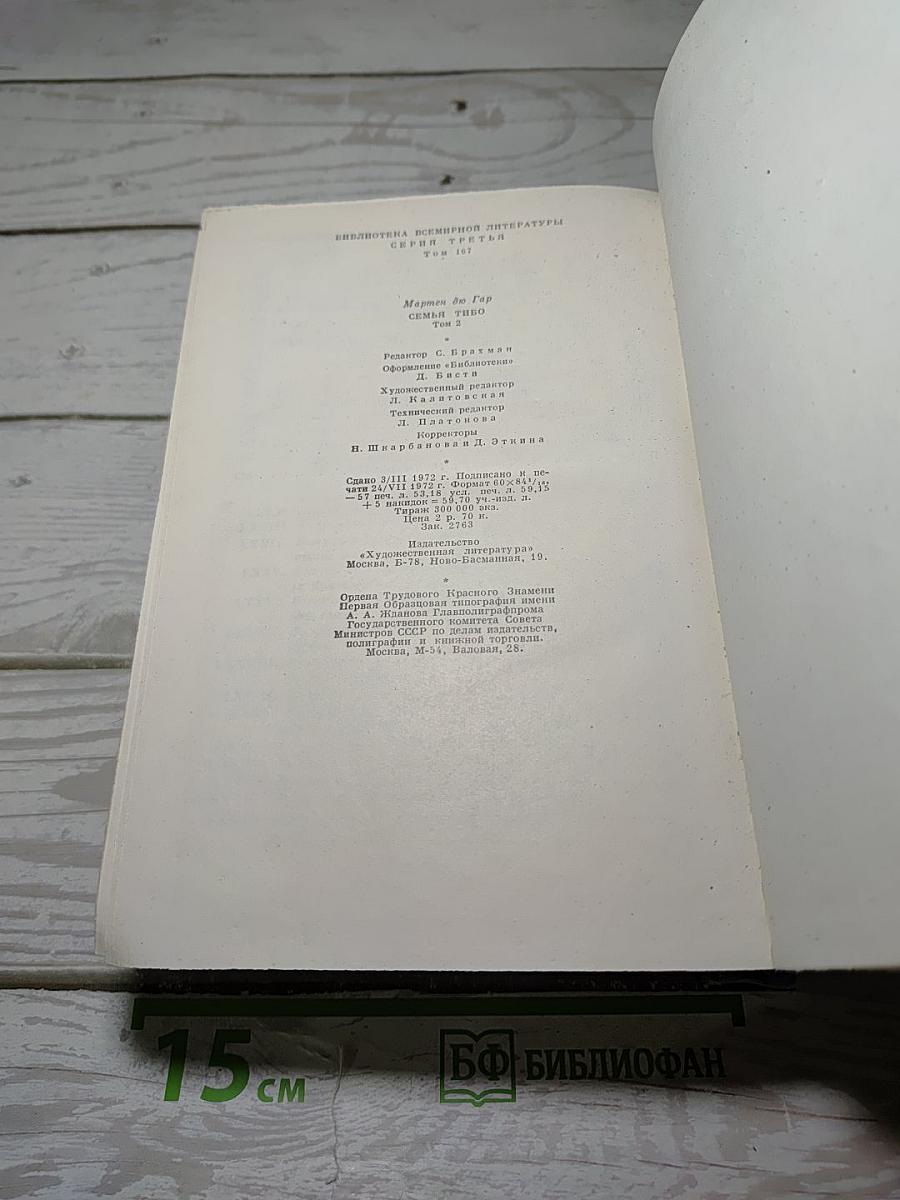 БИБЛИОТЕКА ВСЕМИРНОЙ ЛИТЕРАТУРЫ
СЕРИЯ ТРЕТЬЯ
Том 167
Мартен дю Гар
СЕМЬЯ ТИБО
Том 2
*
Редактор С. Брахман
Оформление «Библиотеки»
Д. Бисти
Художественный редактор
Л. Калитовская
Технический редактор
Л. Платонова
Корректоры
Н. Шкарбанова и Д. Эткина
*
Сдано 3/III 1972 г. Подписано к пе-
чати 24/VII 1972 г. Формат 60×84¹/₁₆,
—57 печ. л. 53,18 усл. печ. л. 59,15
+5 накидок = 59,70 уч.-изд. л.
Тираж 300 000 экз.
Цена 2 р. 70 к.
Зак. 2763
Издательство
«Художественная литература»
Москва, Б-78, Ново-Басманная, 19.
*
Ордена Трудового Красного Знамени
Первая Образцовая типография имени
А. А. Жданова Главполиграфпрома
Государственного комитета Совета
Министров СССР по делам издательств,
полиграфии и книжной торговли.
Москва, М-54, Валовая, 28.
15 см
БФ БИБЛИОФАН